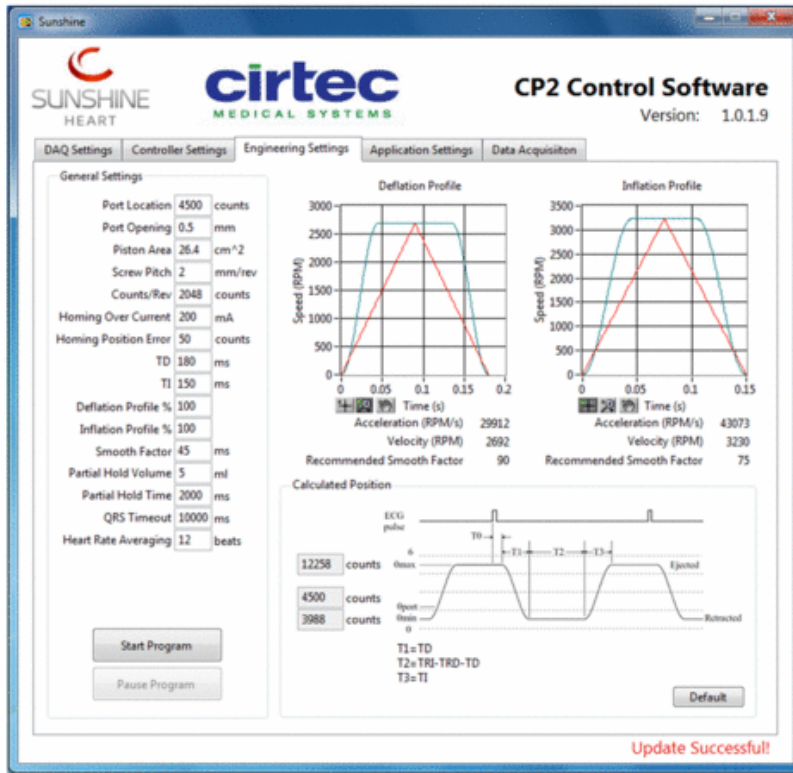 Sunshine
SUNSHINE
HEART
cirtec
MEDICAL SYSTEMS
CP2 Control Software
Version: 1.0.1.9
DAQ Settings Controller Settings Engineering Settings Application Settings Data Acquisiiton
General Settings
Port Location 4500 counts
Port Opening 0.5 mm
Piston Area 26.4 cm^2
Screw Pitch 2 mm/rev
Counts/Rev 2048 counts
Homing Over Current 200 mA
Homing Position Error 50 counts
TD 180 ms
TI 150 ms
Deflation Profile % 100
Inflation Profile % 100
Smooth Factor 45 ms
Partial Hold Volume 5 ml
Partial Hold Time 2000 ms
QRS Timeout 10000 ms
Heart Rate Averaging 12 beats
Start Program
Pause Program
Deflation Profile
Speed (RPM)
3000
2500
2000
1500
1000
500
0
0 0.05 0.1 0.15 0.2
Time (s)
Acceleration (RPM/s) 29912
Velocity (RPM) 2692
Recommended Smooth Factor 90
Inflation Profile
Speed (RPM)
3500
3000
2500
2000
1500
1000
500
0
0 0.05 0.1 0.15
Time (s)
Acceleration (RPM/s) 43073
Velocity (RPM) 3230
Recommended Smooth Factor 75
Calculated Position
ECG
pulse
T0
T1 T2 T3
6
12258 counts θmax Ejected
4500 counts θport
3988 counts θmin Retracted
0
T1=TD
T2=TRI-TRD-TD
T3=TI
Default
Update Successful!